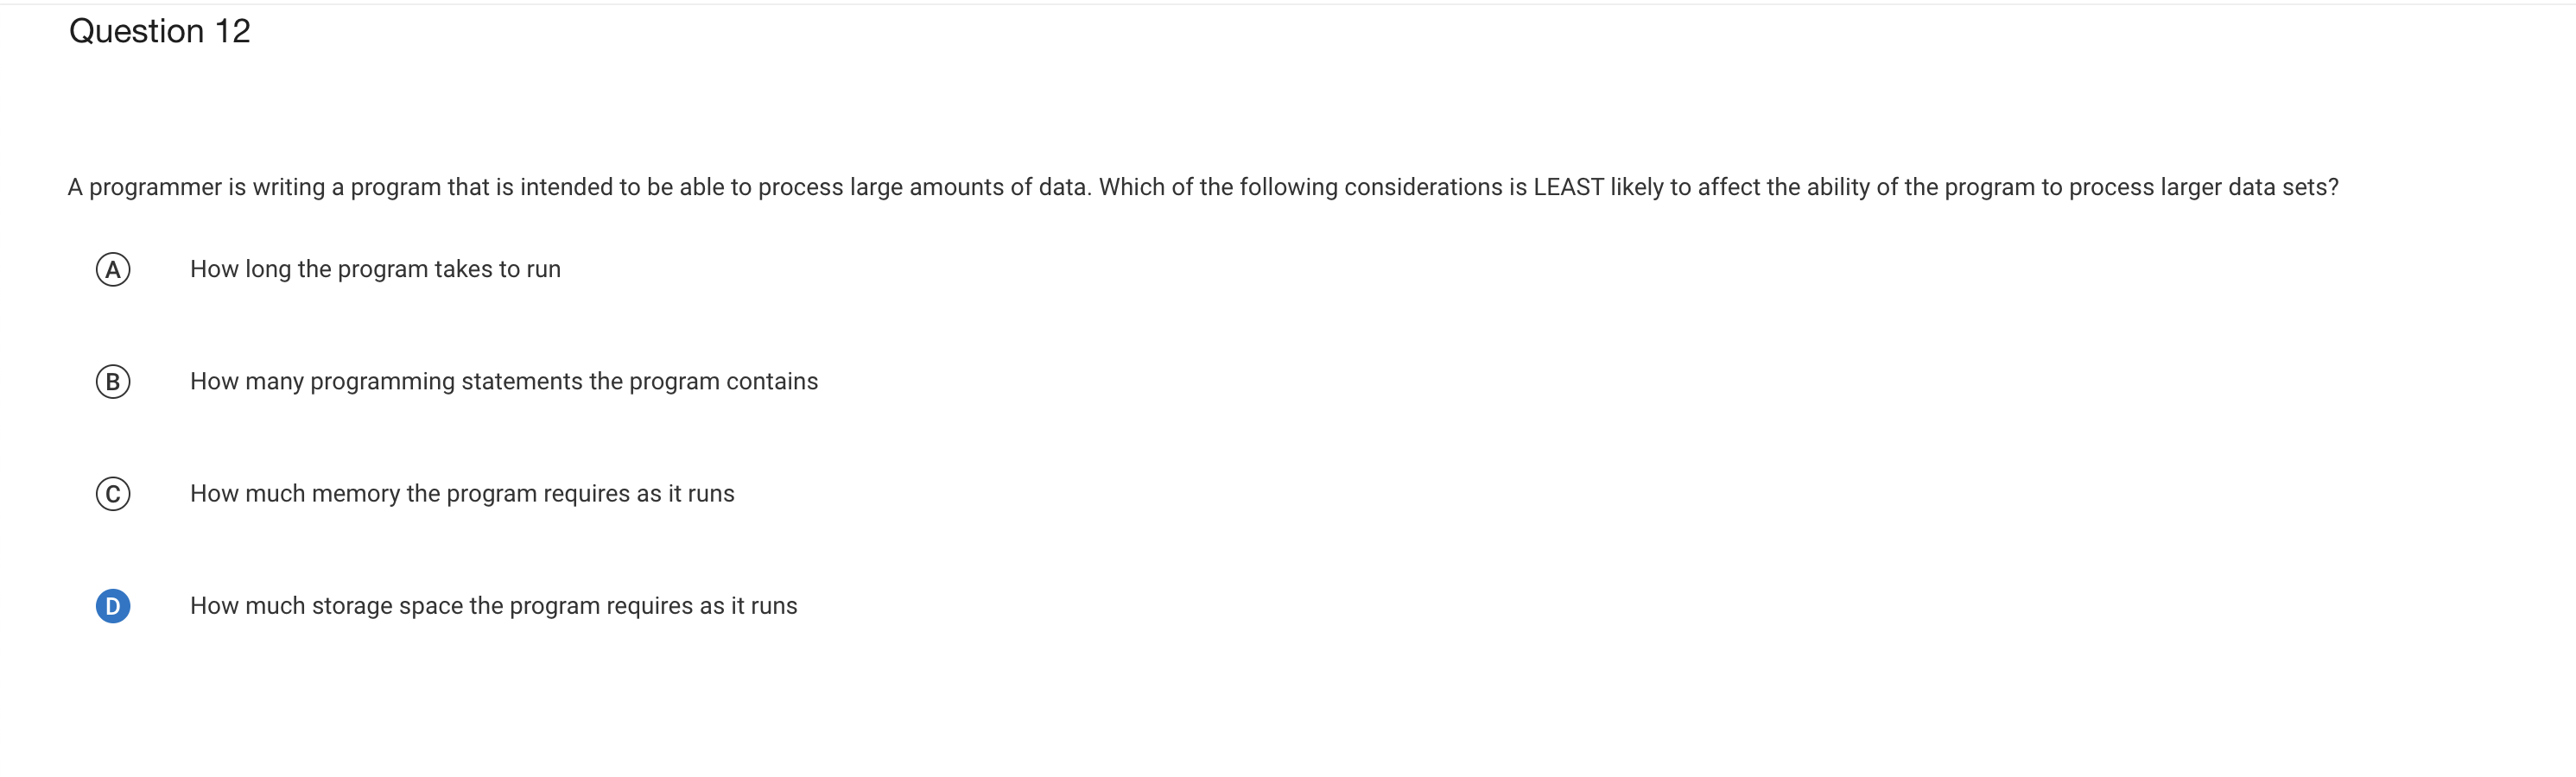 Question 12
A programmer is writing a program that is intended to be able to process large amounts of data. Which of the following considerations is LEAST likely to affect the ability of the program to process larger data sets?
A How long the program takes to run
B How many programming statements the program contains
C How much memory the program requires as it runs
D How much storage space the program requires as it runs